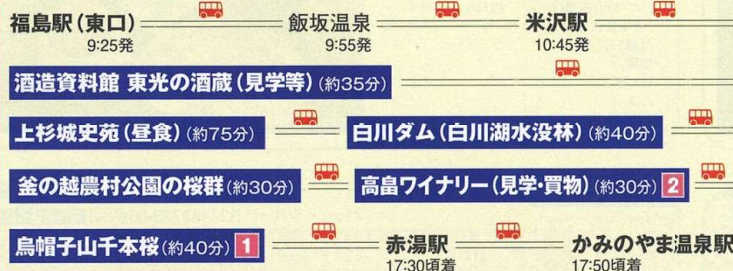 福島駅(東口) 飯坂温泉 米沢駅
9:25発 9:55発 10:45発
酒造資料館 東光の酒蔵(見学等)(約35分)
上杉城史苑(昼食)(約75分) 白川ダム(白川湖水没林)(約40分)
釜の越農村公園の桜群(約30分) 高畠ワイナリー(見学・買物)(約30分) 2
烏帽子山千本桜(約40分) 1 赤湯駅 かみのやま温泉駅
17:30頃着 17:50頃着